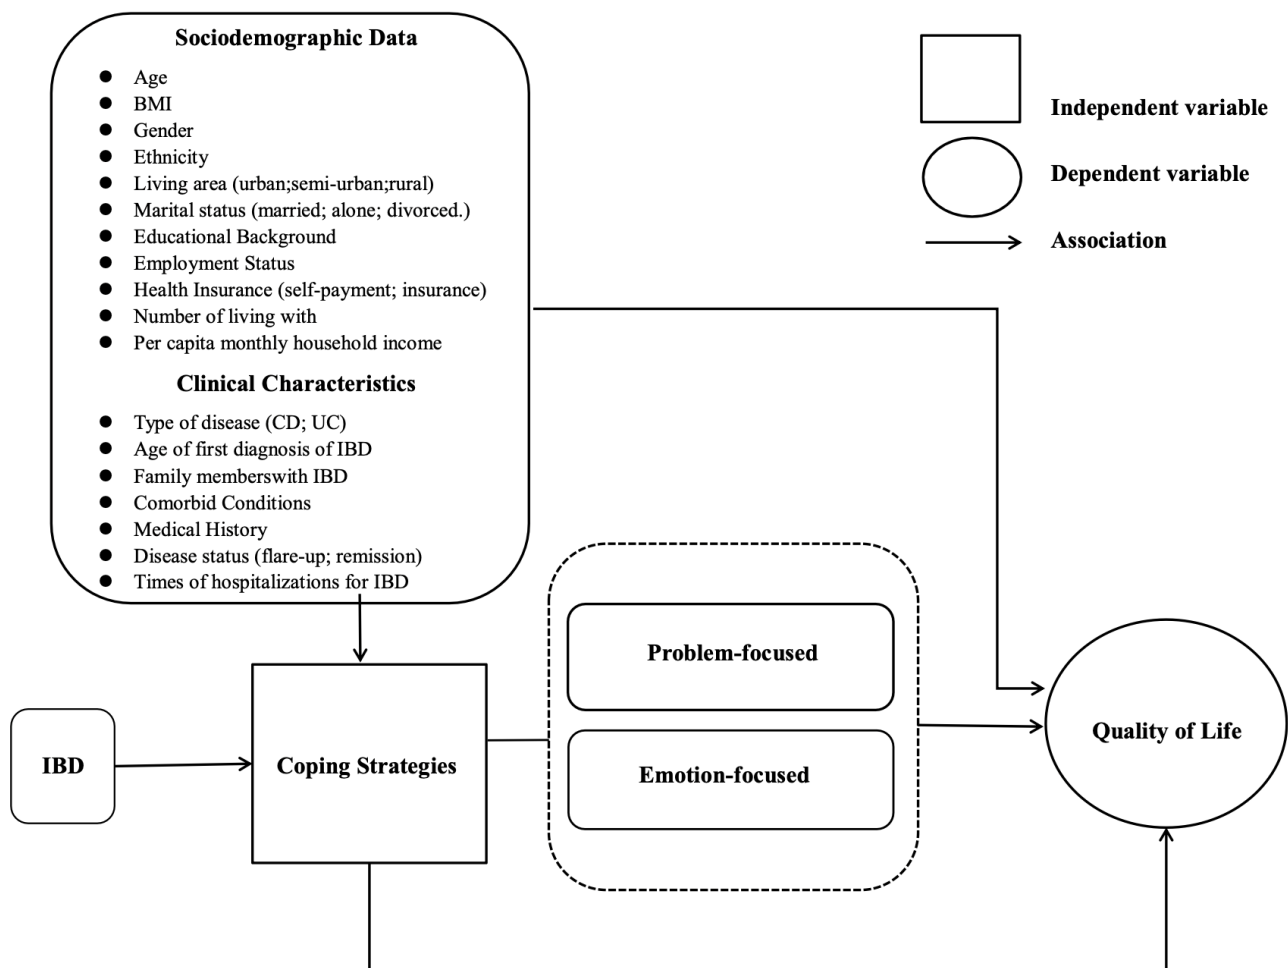 Sociodemographic Data
● Age
● BMI
● Gender
● Ethnicity
● Living area (urban;semi-urban;rural)
● Marital status (married; alone; divorced.)
● Educational Background
● Employment Status
● Health Insurance (self-payment; insurance)
● Number of living with
● Per capita monthly household income
Clinical Characteristics
● Type of disease (CD; UC)
● Age of first diagnosis of IBD
● Family memberswith IBD
● Comorbid Conditions
● Medical History
● Disease status (flare-up; remission)
● Times of hospitalizations for IBD
Independent variable
Dependent variable
Association
IBD
Coping Strategies
Problem-focused
Emotion-focused
Quality of Life